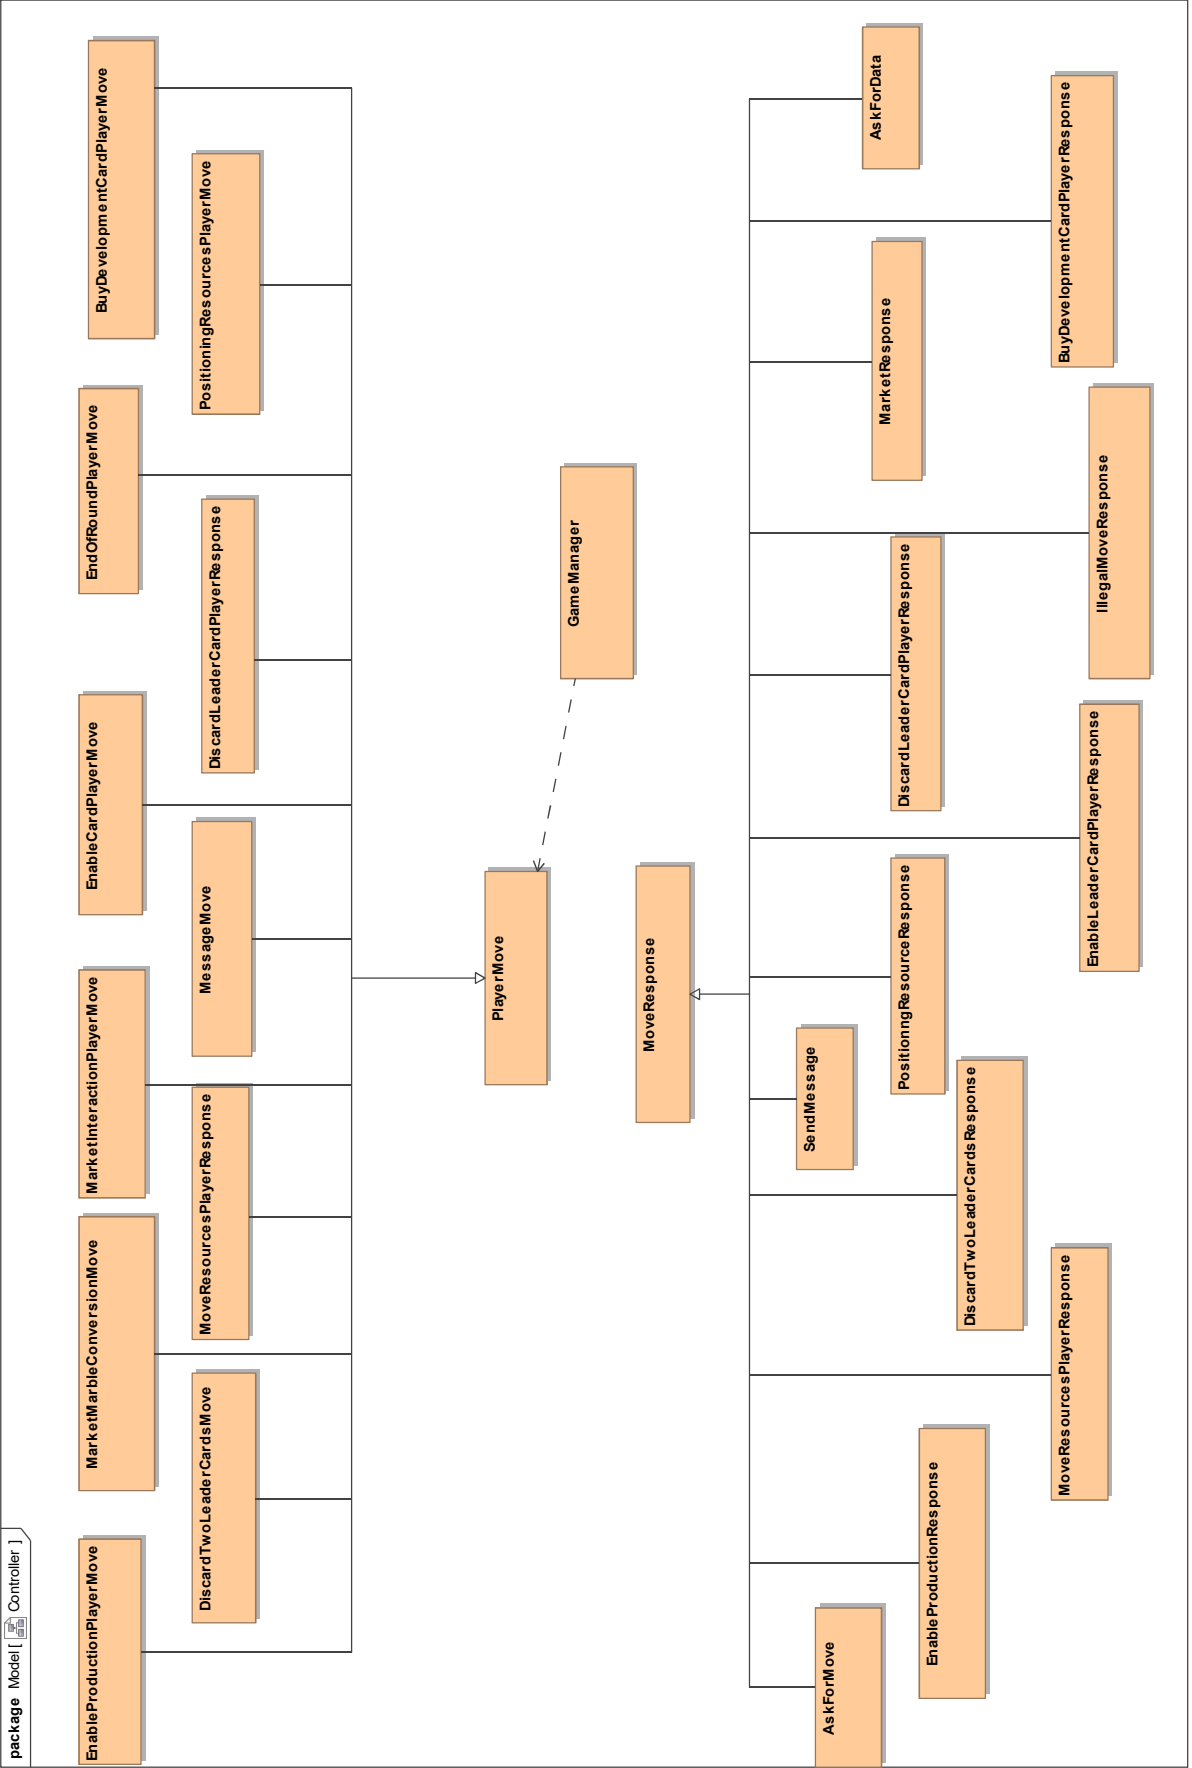 package Model [ Controller ]
EnableProductionPlayerMove
MarketMarbleConversionMove
MarketInteractionPlayerMove
EnableCardPlayerMove
EndOfRoundPlayerMove
BuyDevelopmentCardPlayerMove
DiscardTwoLeaderCardsMove
MoveResourcesPlayerResponse
MessageMove
DiscardLeaderCardPlayerResponse
PositioningResourcesPlayerMove
PlayerMove
GameManager
MoveResponse
SendMessage
AskForMove
AskForData
MarketResponse
PositionngResourceResponse
DiscardLeaderCardPlayerResponse
EnableProductionResponse
DiscardTwoLeaderCardsResponse
MoveResourcesPlayerResponse
BuyDevelopmentCardPlayerResponse
EnableLeaderCardPlayerResponse
IllegalMoveResponse